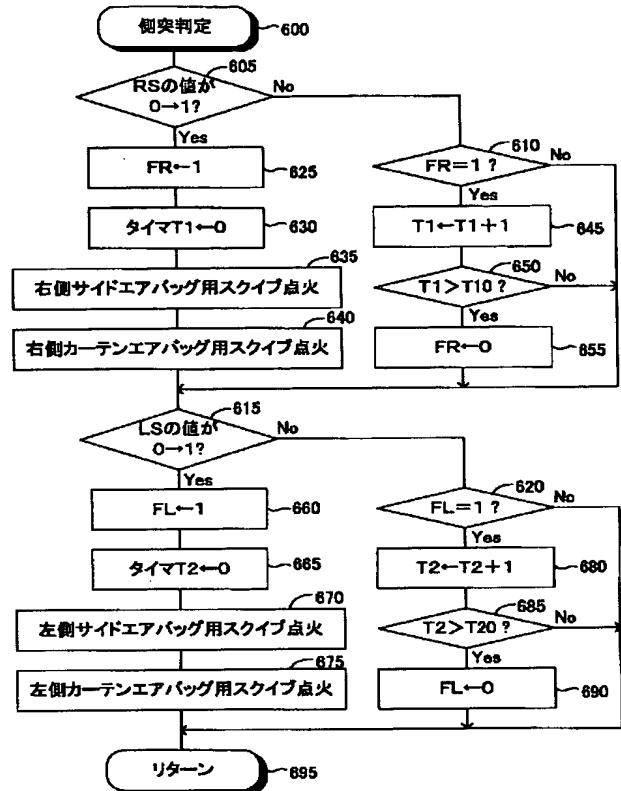 側突判定
600
RSの値が
0→1?
605
No
Yes
FR=1?
610
No
Yes
FR←1
625
T1←T1+1
645
タイマT1←0
630
T1>T10?
650
No
Yes
635
右側サイドエアバッグ用スクイブ点火
640
右側カーテンエアバッグ用スクイブ点火
FR←0
655
LSの値が
0→1?
615
No
Yes
FL=1?
620
No
Yes
FL←1
660
T2←T2+1
680
タイマT2←0
665
T2>T20?
685
No
Yes
670
左側サイドエアバッグ用スクイブ点火
675
左側カーテンエアバッグ用スクイブ点火
FL←0
690
リターン
695